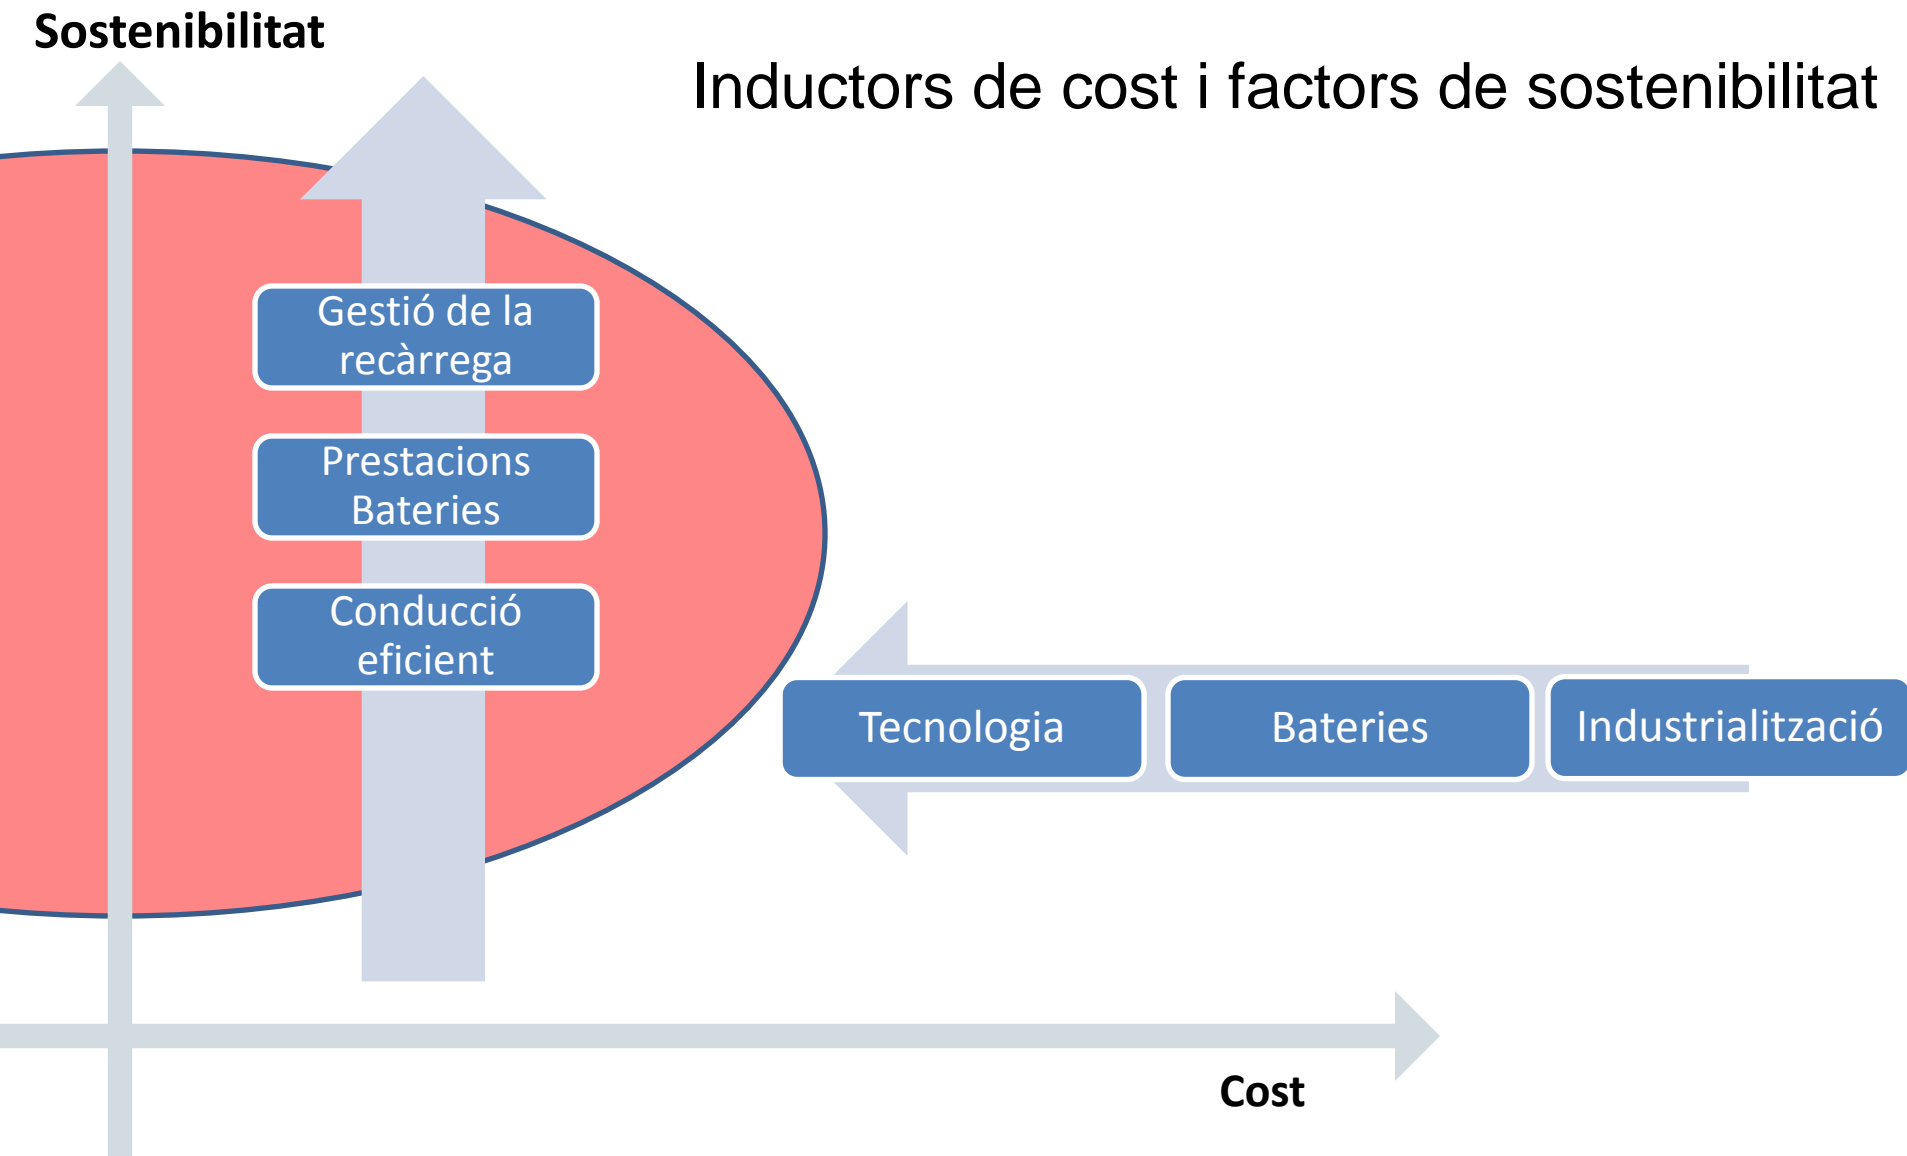 Sostenibilitat
Inductors de cost i factors de sostenibilitat
Gestió de la
recàrrega
Prestacions
Bateries
Conducció
eficient
Tecnologia
Bateries
Industrialització
Cost